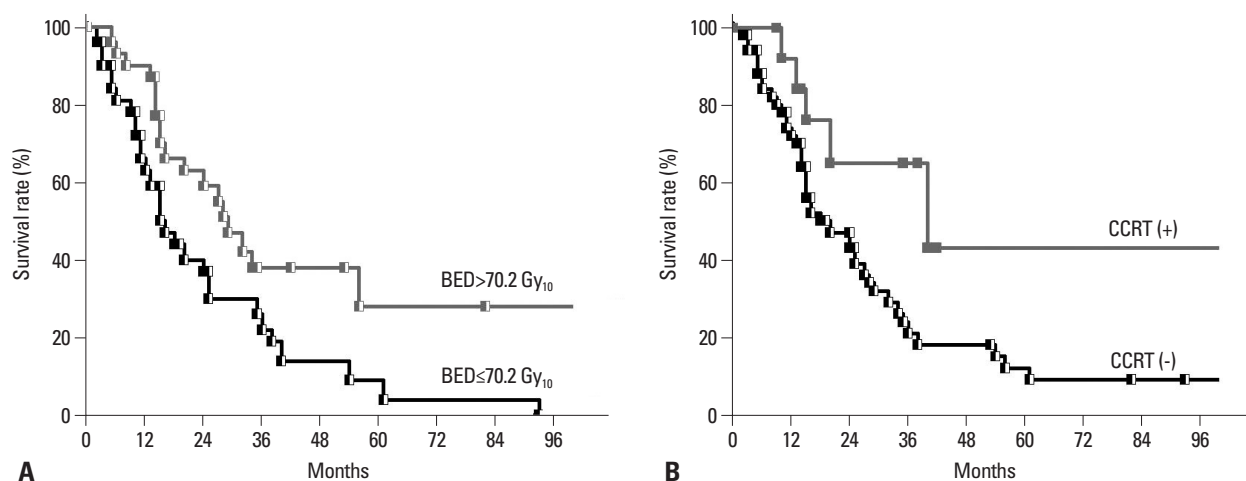 100
80
60
40
20
0
Survival rate (%)
BED>70.2 Gy₁₀
BED≤70.2 Gy₁₀
0 12 24 36 48 60 72 84 96
Months
A
100
80
60
40
20
0
Survival rate (%)
CCRT (+)
CCRT (-)
0 12 24 36 48 60 72 84 96
Months
B